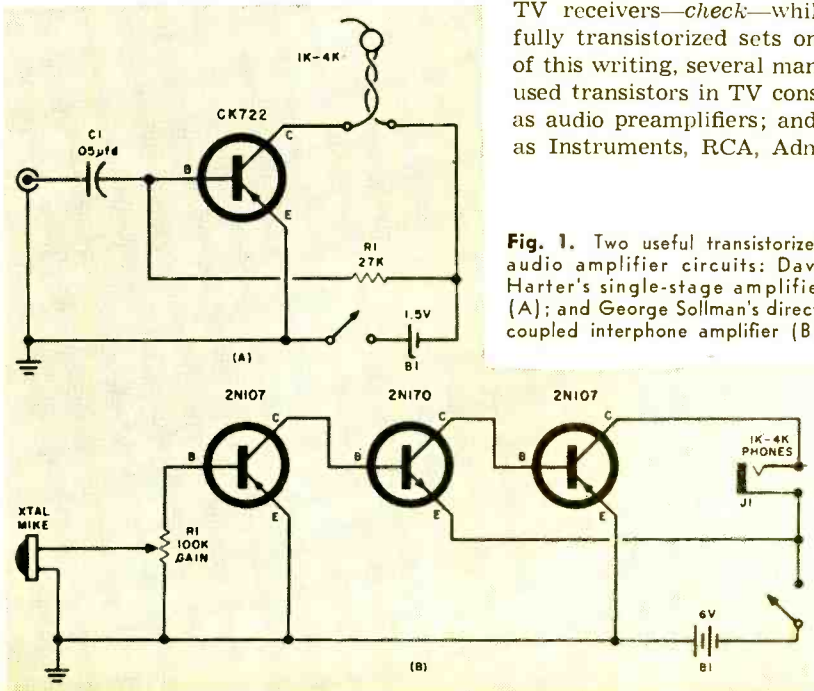 TV receivers—check—whil
fully transistorized sets on
of this writing, several man
used transistors in TV cons
as audio preamplifiers; and
as Instruments, RCA, Adm
Fig. 1. Two useful transistorize
audio amplifier circuits: Dav
Harter's single-stage amplifie
(A); and George Sollman's direct
coupled interphone amplifier (B
1K-4K
CK722
C1
.05µfd
B
C
E
R1
27K
1.5V
B1
(A)
2N107
2N170
2N107
C
C
C
B
B
B
E
E
E
1K-4K
PHONES
J1
XTAL
MIKE
R1
100K
GAIN
6V
B1
(B)